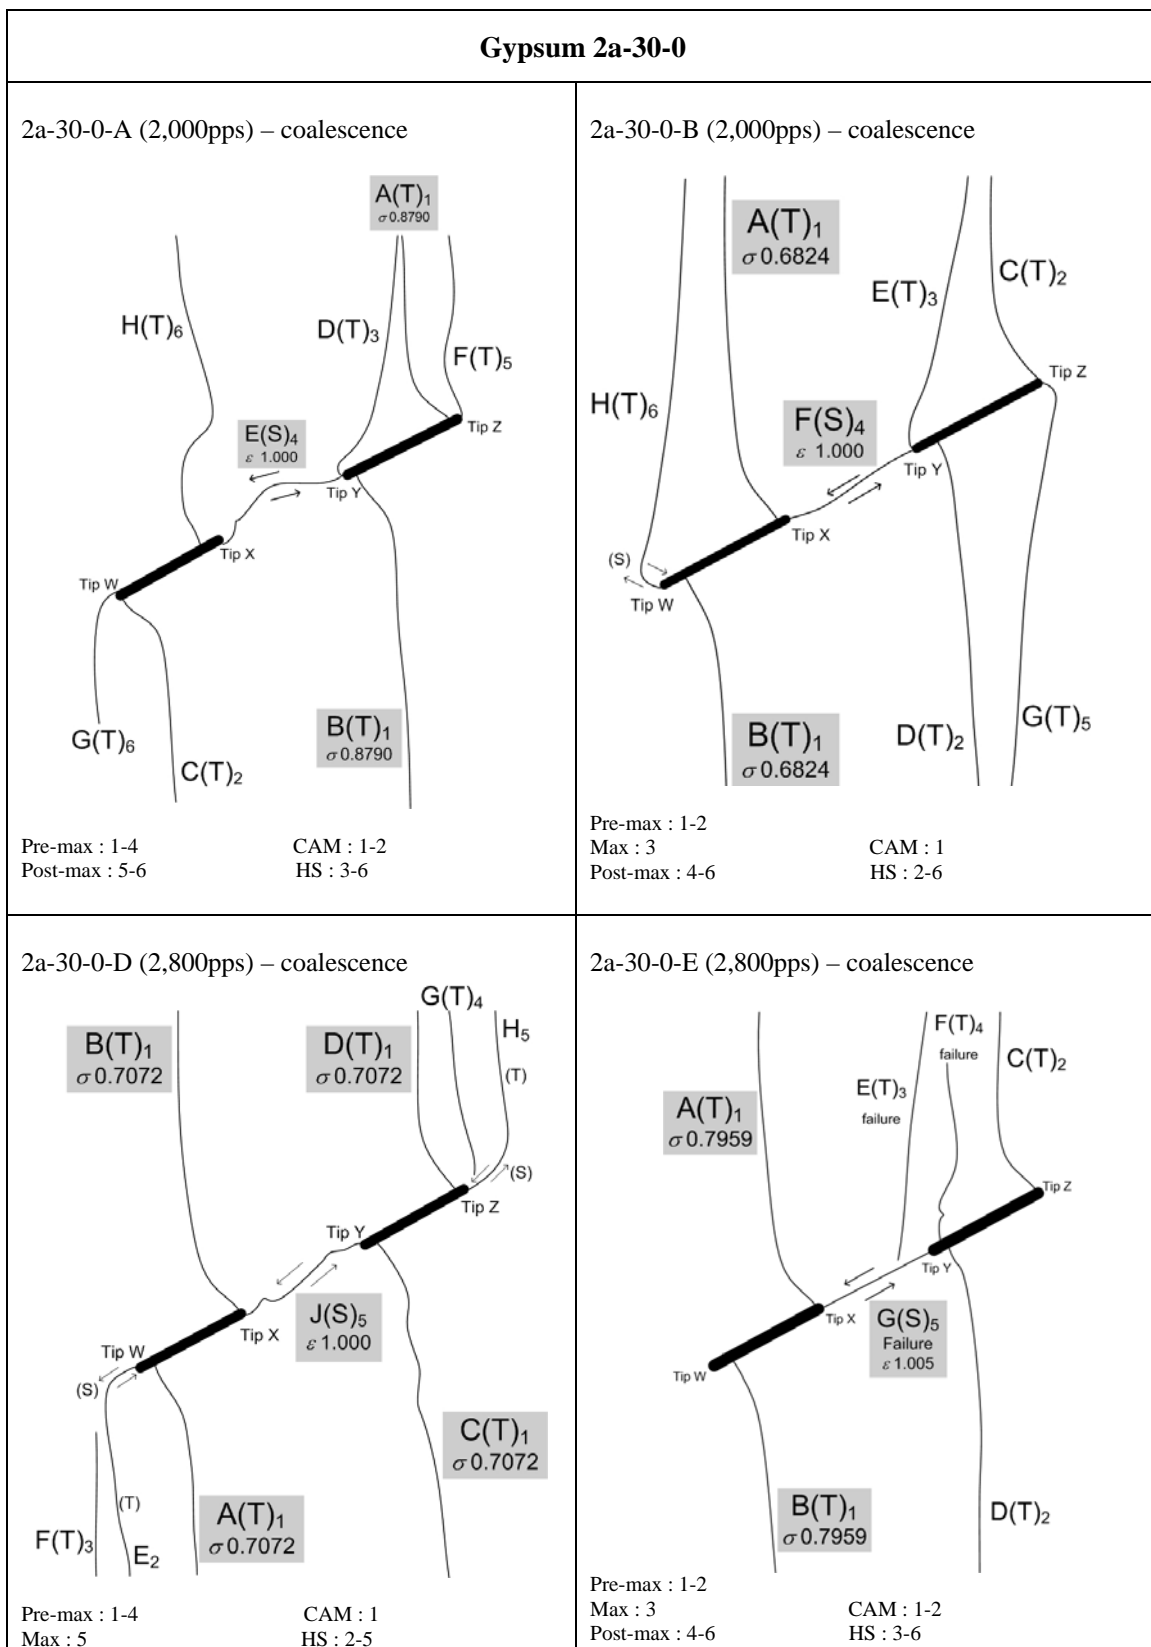 Gypsum 2a-30-0
2a-30-0-A (2,000pps) – coalescence
A(T)1
σ 0.8790
H(T)6
D(T)3
F(T)5
E(S)4
ε 1.000
Tip Z
Tip Y
Tip X
Tip W
G(T)6
C(T)2
B(T)1
σ 0.8790
Pre-max : 1-4 CAM : 1-2
Post-max : 5-6 HS : 3-6
2a-30-0-B (2,000pps) – coalescence
A(T)1
σ 0.6824
E(T)3
C(T)2
H(T)6
F(S)4
ε 1.000
Tip Z
Tip Y
Tip X
(S)
Tip W
B(T)1
σ 0.6824
D(T)2
G(T)5
Pre-max : 1-2
Max : 3 CAM : 1
Post-max : 4-6 HS : 2-6
2a-30-0-D (2,800pps) – coalescence
G(T)4
B(T)1
σ 0.7072
D(T)1
σ 0.7072
H5
(T)
(S)
Tip Z
Tip Y
J(S)5
ε 1.000
Tip X
Tip W
(S)
C(T)1
σ 0.7072
(T)
F(T)3
E2
A(T)1
σ 0.7072
Pre-max : 1-4 CAM : 1
Max : 5 HS : 2-5
2a-30-0-E (2,800pps) – coalescence
F(T)4
failure
C(T)2
E(T)3
failure
A(T)1
σ 0.7959
Tip Z
Tip Y
Tip X
G(S)5
Failure
ε 1.005
Tip W
B(T)1
σ 0.7959
D(T)2
Pre-max : 1-2
Max : 3 CAM : 1-2
Post-max : 4-6 HS : 3-6